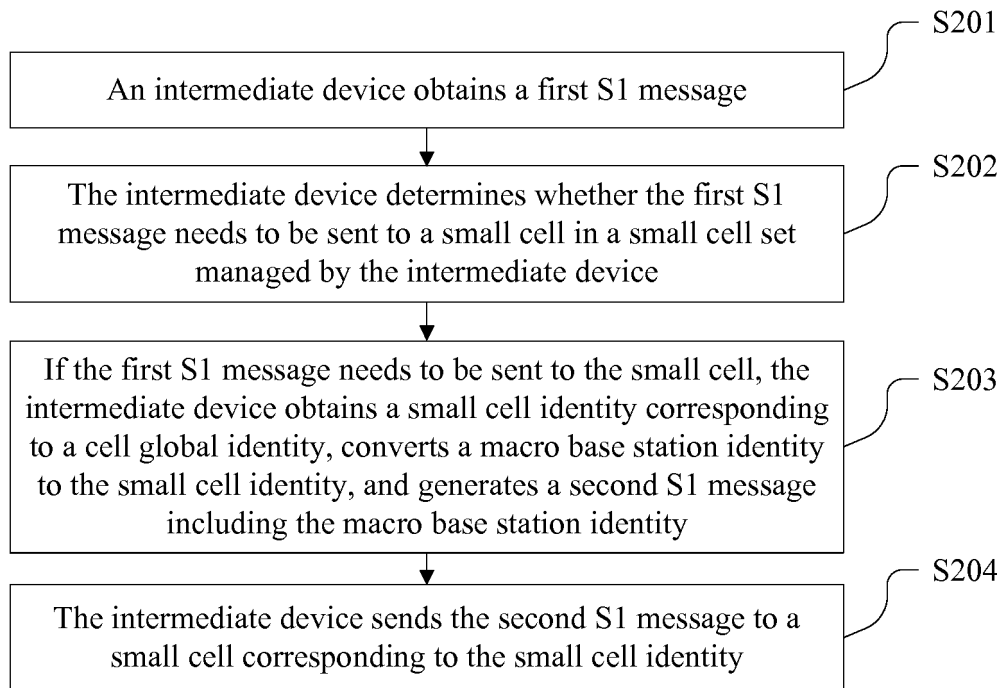 S201
An intermediate device obtains a first S1 message
S202
The intermediate device determines whether the first S1
message needs to be sent to a small cell in a small cell set
managed by the intermediate device
S203
If the first S1 message needs to be sent to the small cell, the
intermediate device obtains a small cell identity corresponding
to a cell global identity, converts a macro base station identity
to the small cell identity, and generates a second S1 message
including the macro base station identity
S204
The intermediate device sends the second S1 message to a
small cell corresponding to the small cell identity